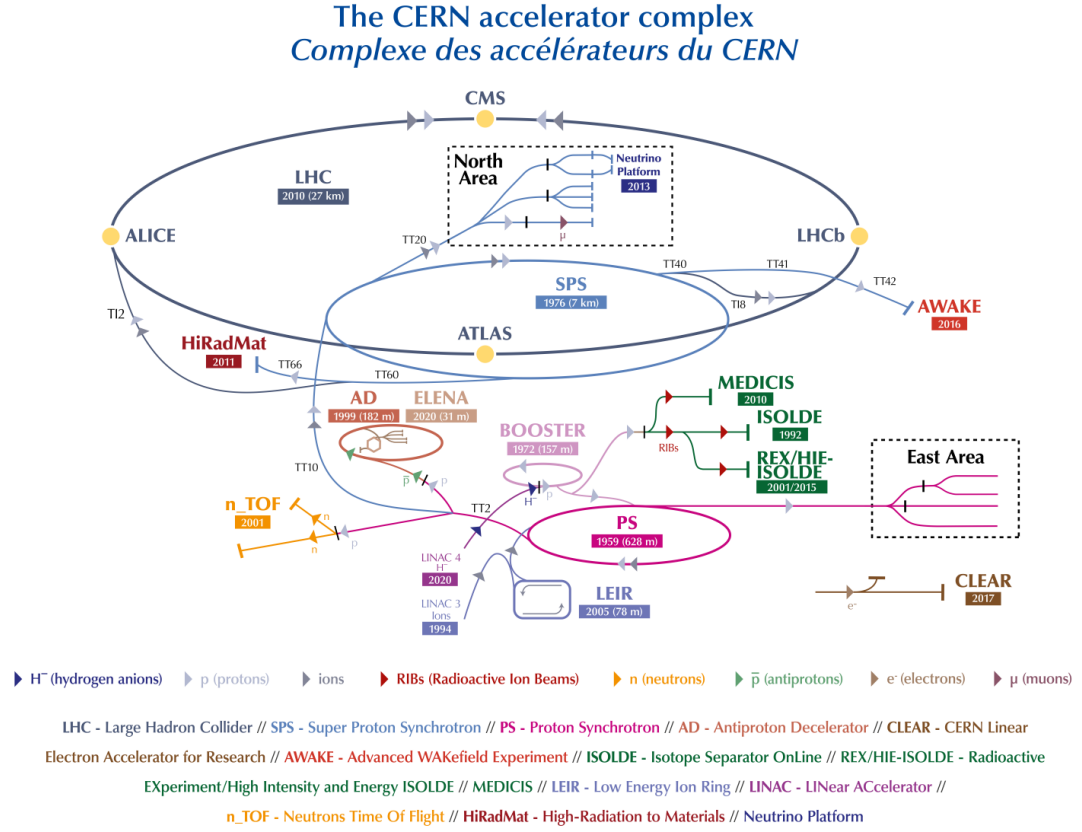 The CERN accelerator complex
Complexe des accélérateurs du CERN
CMS
North
Area
Neutrino
Platform
2013
LHC
2010 (27 km)
μ
ALICE
LHCb
TT20
TT40
TT41
SPS
1976 (7 km)
TI8
TT42
AWAKE
2016
TI2
ATLAS
HiRadMat
2011
TT66
TT60
AD
1999 (182 m)
ELENA
2020 (31 m)
MEDICIS
2010
BOOSTER
1972 (157 m)
ISOLDE
1992
RIBs
REX/HIE-
ISOLDE
2001/2015
East Area
TT10
p̅
p
H⁻
p
n_TOF
2001
n
n
p
TT2
PS
1959 (628 m)
LINAC 4
H⁻
2020
LINAC 3
Ions
1994
LEIR
2005 (78 m)
e⁻
CLEAR
2017
H⁻ (hydrogen anions)
p (protons)
ions
RIBs (Radioactive Ion Beams)
n (neutrons)
p̅ (antiprotons)
e⁻ (electrons)
μ (muons)
LHC - Large Hadron Collider // SPS - Super Proton Synchrotron // PS - Proton Synchrotron // AD - Antiproton Decelerator // CLEAR - CERN Linear
Electron Accelerator for Research // AWAKE - Advanced WAKefield Experiment // ISOLDE - Isotope Separator OnLine // REX/HIE-ISOLDE - Radioactive
EXperiment/High Intensity and Energy ISOLDE // MEDICIS // LEIR - Low Energy Ion Ring // LINAC - LINear ACcelerator //
n_TOF - Neutrons Time Of Flight // HiRadMat - High-Radiation to Materials // Neutrino Platform